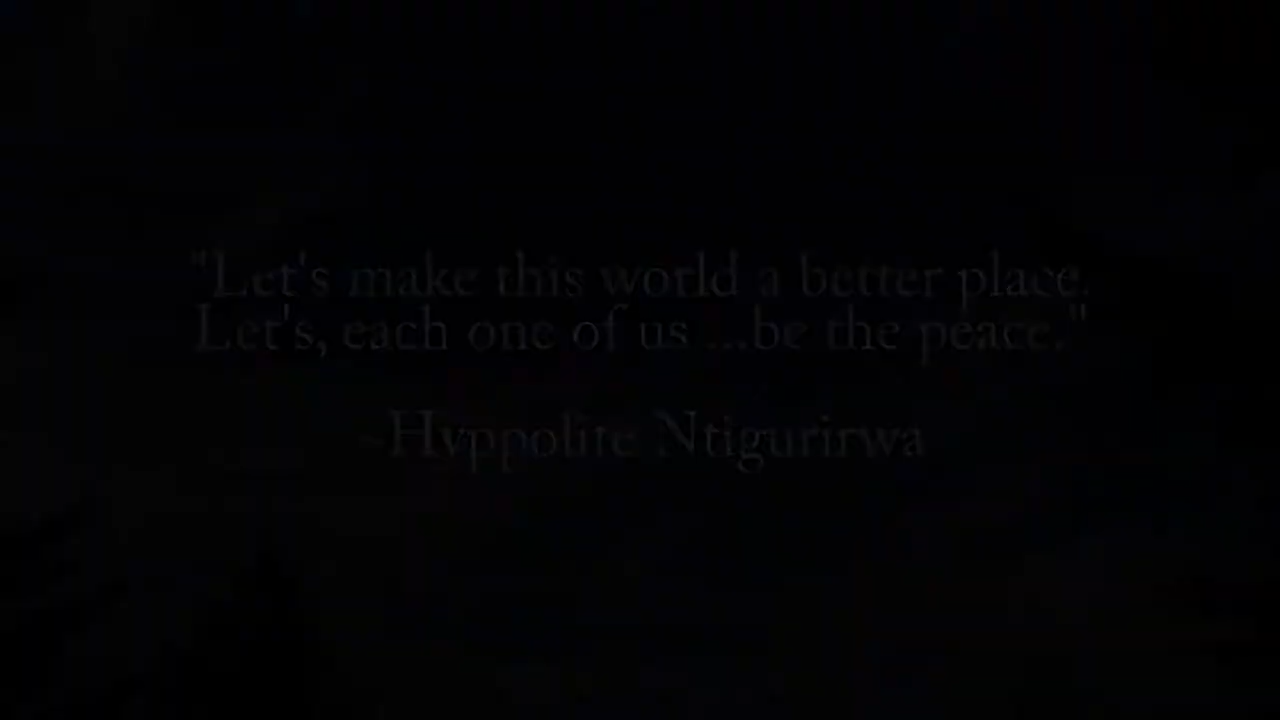 "Let's make this world a better place.
Let's, each one of us ...be the peace."
-Hyppolite Ntigurirwa